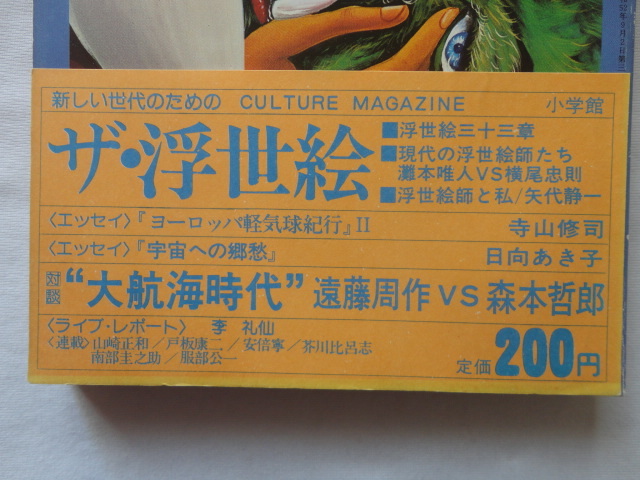 新しい世代のための CULTURE MAGAZINE 小学館
ザ・浮世絵
■浮世絵三十三章
■現代の浮世絵師たち
灘本唯人VS横尾忠則
■浮世絵師と私/矢代静一
〈エッセイ〉『ヨーロッパ軽気球紀行』II 寺山修司
〈エッセイ〉『宇宙への郷愁』 日向あき子
対談 “大航海時代” 遠藤周作 VS 森本哲郎
〈ライブ・レポート〉 李 礼仙
〈連載〉山崎正和/戸板康二/安倍寧/芥川比呂志
南部圭之助/服部公一
定価200円